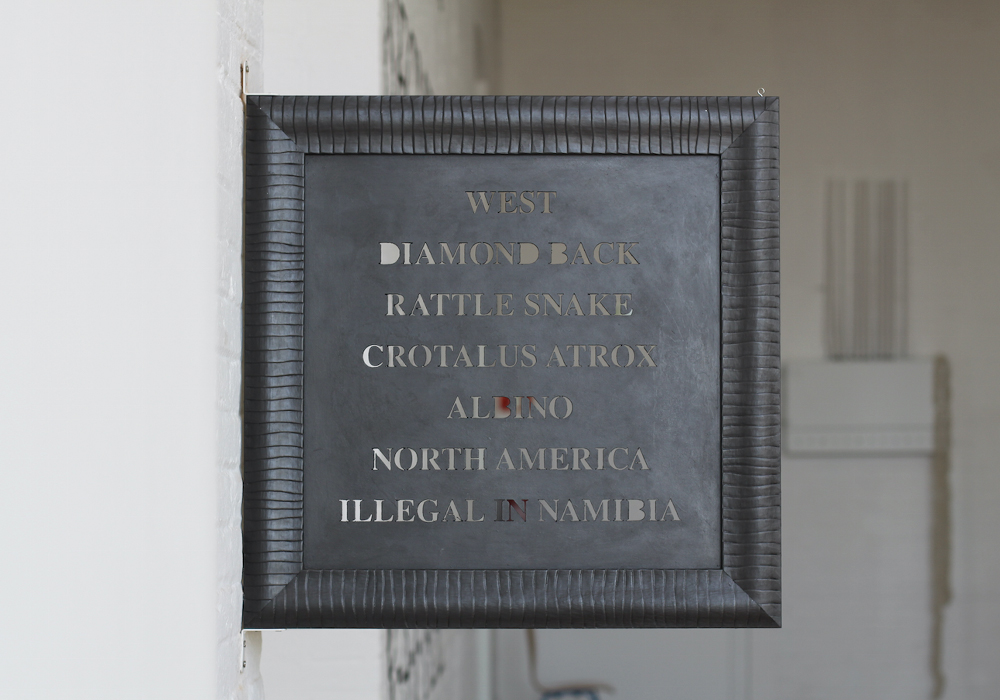 WEST
DIAMOND BACK
RATTLE SNAKE
CROTALUS ATROX
ALBINO
NORTH AMERICA
ILLEGAL IN NAMIBIA